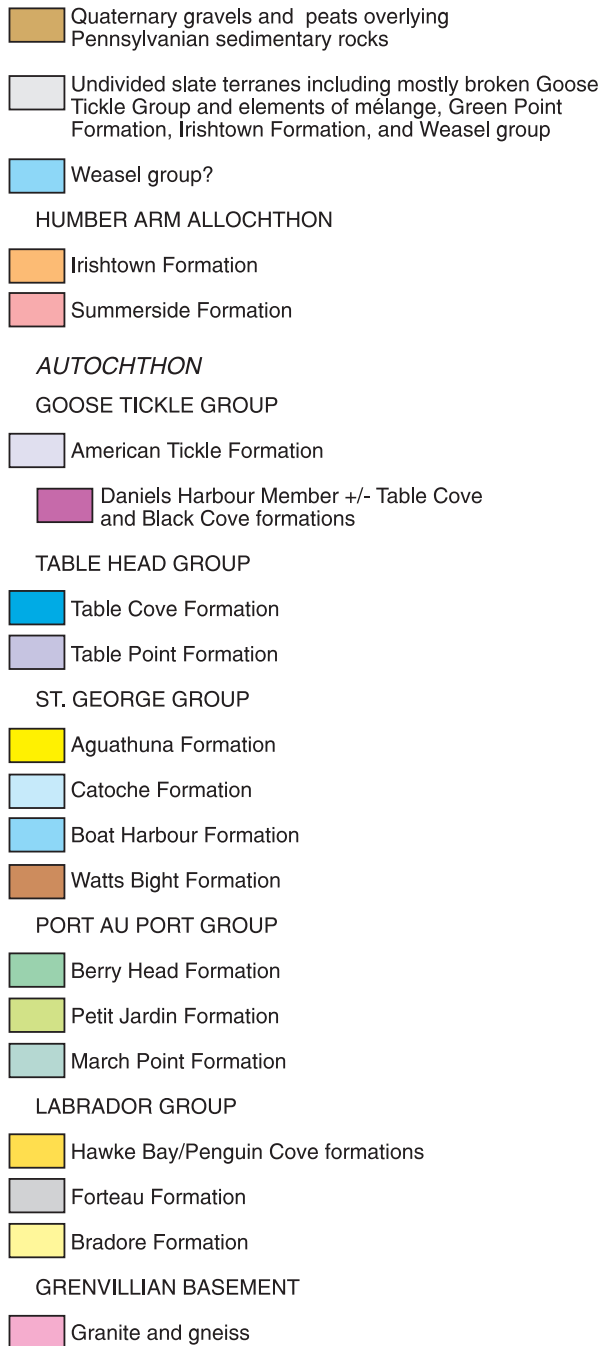 Quaternary gravels and peats overlying
Pennsylvanian sedimentary rocks
Undivided slate terranes including mostly broken Goose
Tickle Group and elements of mélange, Green Point
Formation, Irishtown Formation, and Weasel group
Weasel group?
HUMBER ARM ALLOCHTHON
Irishtown Formation
Summerside Formation
AUTOCHTHON
GOOSE TICKLE GROUP
American Tickle Formation
Daniels Harbour Member +/- Table Cove
and Black Cove formations
TABLE HEAD GROUP
Table Cove Formation
Table Point Formation
ST. GEORGE GROUP
Aguathuna Formation
Catoche Formation
Boat Harbour Formation
Watts Bight Formation
PORT AU PORT GROUP
Berry Head Formation
Petit Jardin Formation
March Point Formation
LABRADOR GROUP
Hawke Bay/Penguin Cove formations
Forteau Formation
Bradore Formation
GRENVILLIAN BASEMENT
Granite and gneiss